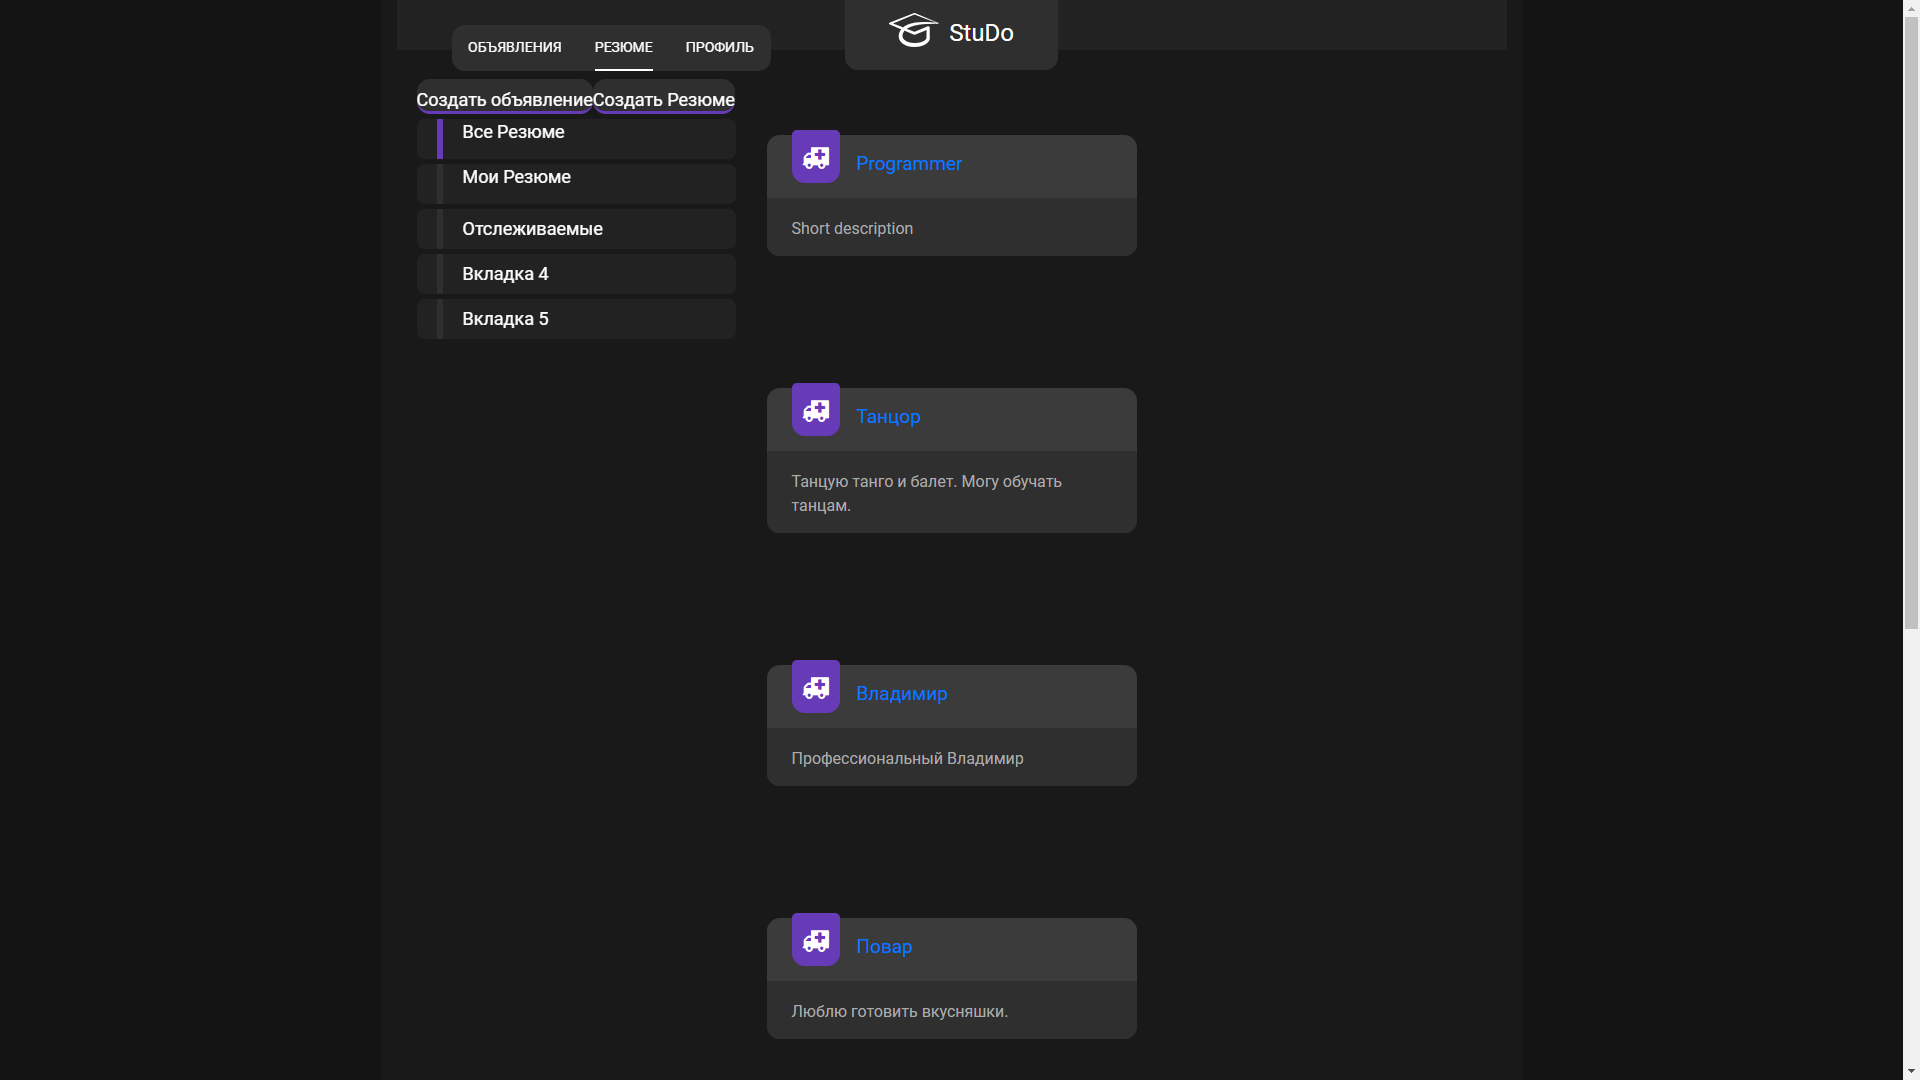 ОБЪЯВЛЕНИЯ РЕЗЮМЕ ПРОФИЛЬ
StuDo
Создать объявление Создать Резюме
Все Резюме
Мои Резюме
Отслеживаемые
Вкладка 4
Вкладка 5
Programmer
Short description
Танцор
Танцую танго и балет. Могу обучать
танцам.
Владимир
Профессиональный Владимир
Повар
Люблю готовить вкусняшки.